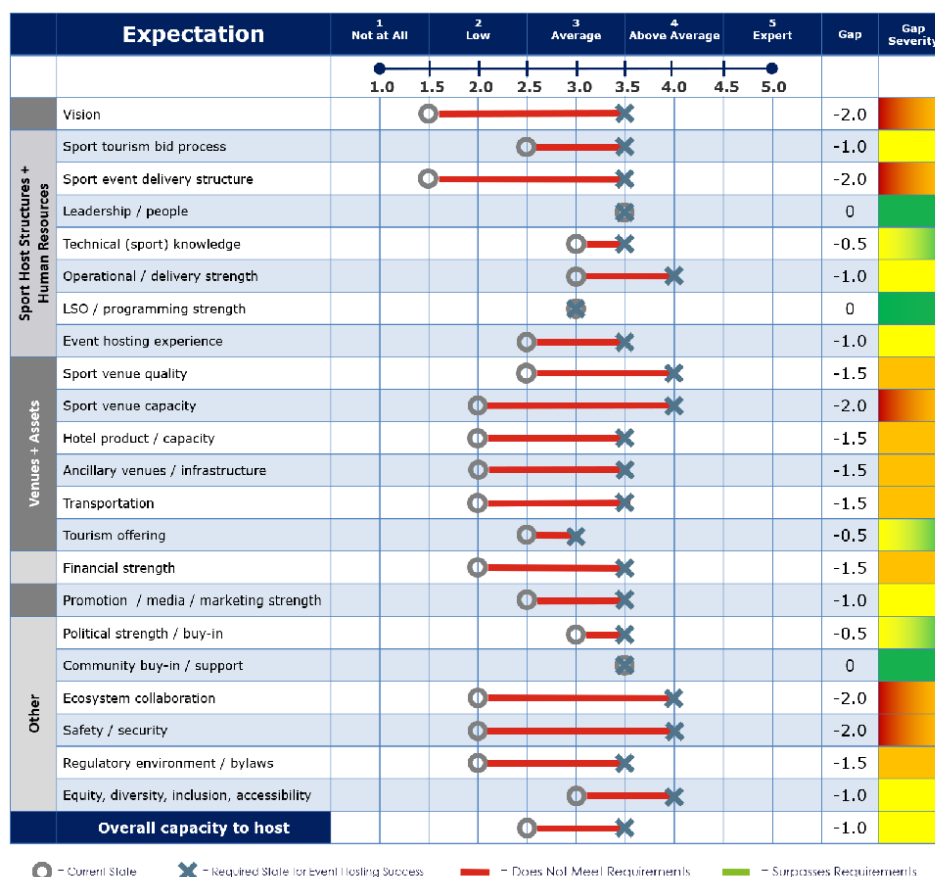 Expectation
1 2 3 4 5 Gap Gap
Not at All Low Average Above Average Expert Severity
1.0 1.5 2.0 2.5 3.0 3.5 4.0 4.5 5.0
Vision -2.0
Sport Host Structures +
Human Resources
Sport tourism bid process -1.0
Sport event delivery structure -2.0
Leadership / people 0
Technical (sport) knowledge -0.5
Operational / delivery strength -1.0
LSO / programming strength 0
Event hosting experience -1.0
Venues + Assets
Sport venue quality -1.5
Sport venue capacity -2.0
Hotel product / capacity -1.5
Ancillary venues / infrastructure -1.5
Transportation -1.5
Tourism offering -0.5
Financial strength -1.5
Promotion / media / marketing strength -1.0
Other
Political strength / buy-in -0.5
Community buy-in / support 0
Ecosystem collaboration -2.0
Safety / security -2.0
Regulatory environment / bylaws -1.5
Equity, diversity, inclusion, accessibility -1.0
Overall capacity to host -1.0
= Current State = Required State for Event Hosting Success = Does Not Meet Requirements = Surpasses Requirements